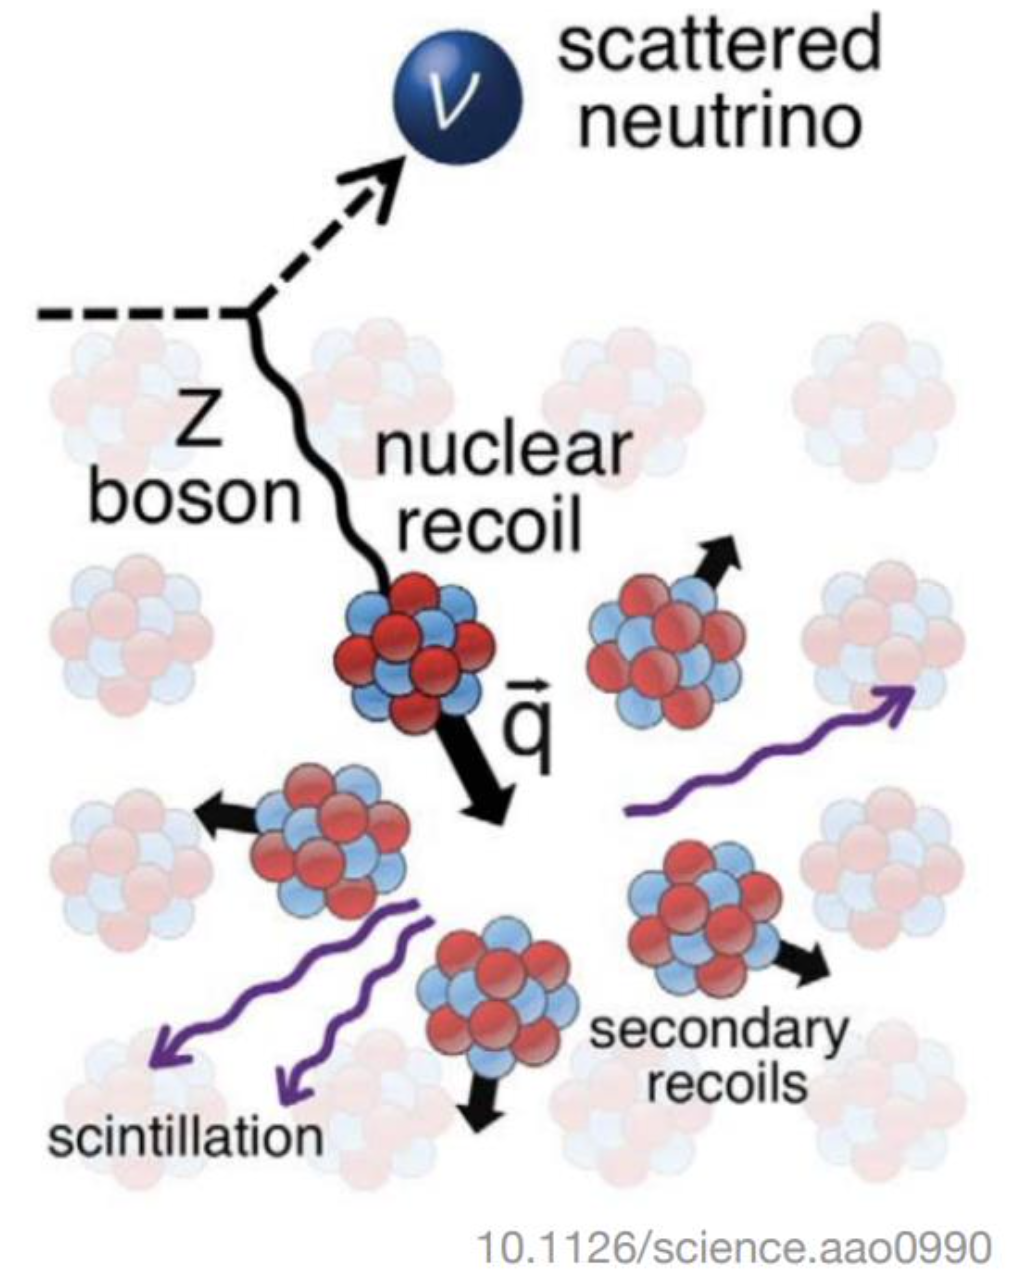 scattered
neutrino
ν
Z
boson
nuclear
recoil
q⃗
secondary
recoils
scintillation
10.1126/science.aao0990